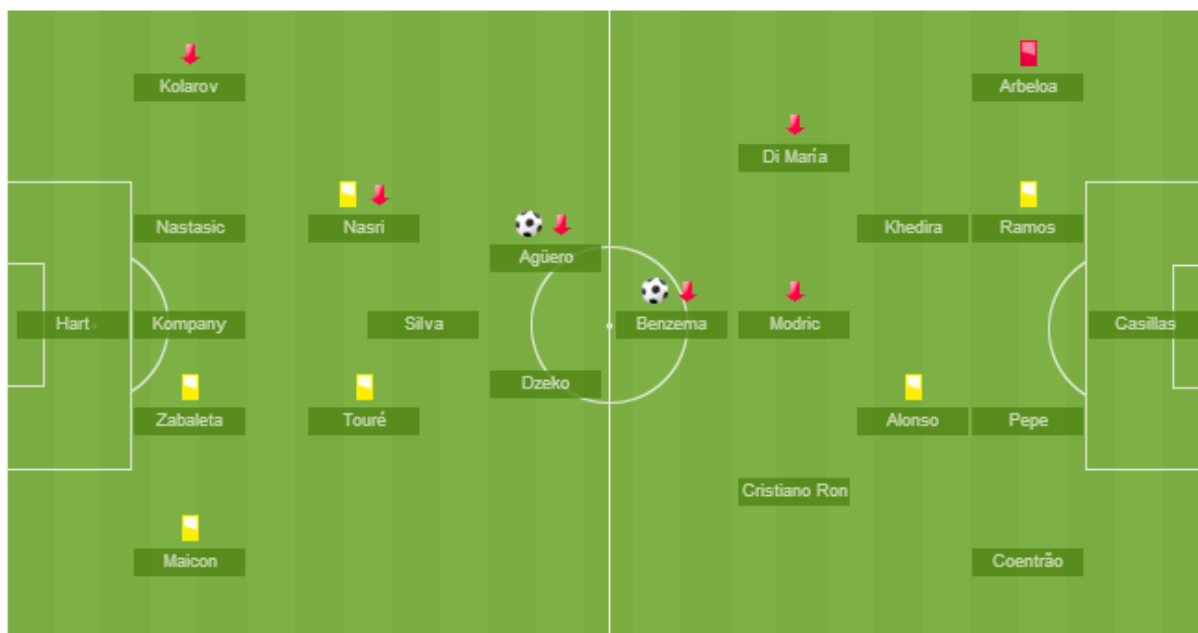 Kolarov
Arbeloa
Di María
Nastasic
Nasri
Khedira
Ramos
Agüero
Hart
Kompany
Silva
Benzema
Modric
Casillas
Dzeko
Zabaleta
Touré
Alonso
Pepe
Cristiano Ron
Maicon
Coentrão